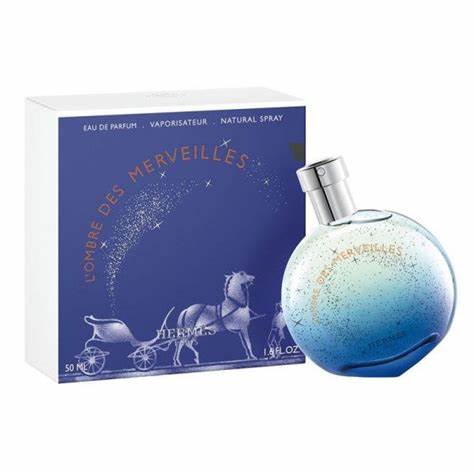 EAU DE PARFUM . VAPORISATEUR . NATURAL SPRAY
L'OMBRE DES MERVEILLES
HERMÈS
50 ML
1.6 FL.OZ
L'OMBRE DES MERVEILLES
HERMÈS